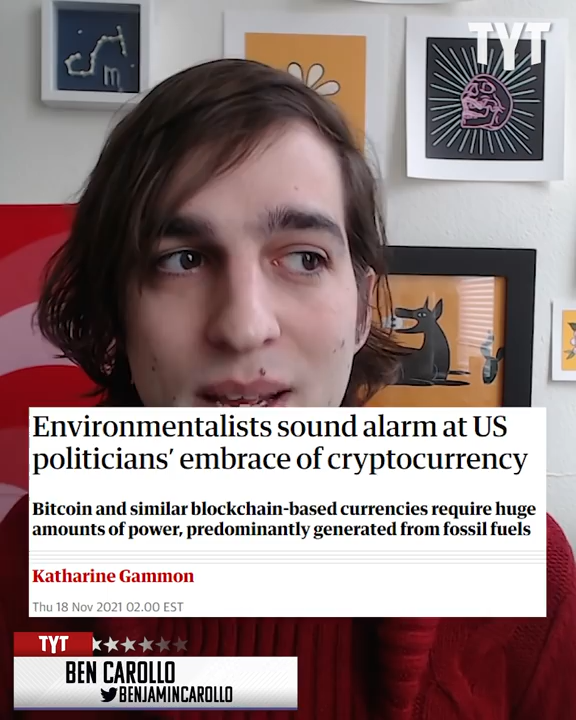 TYT
Environmentalists sound alarm at US
politicians' embrace of cryptocurrency
Bitcoin and similar blockchain-based currencies require huge
amounts of power, predominantly generated from fossil fuels
Katharine Gammon
Thu 18 Nov 2021 02.00 EST
TYT
BEN CAROLLO
BENJAMINCAROLLO